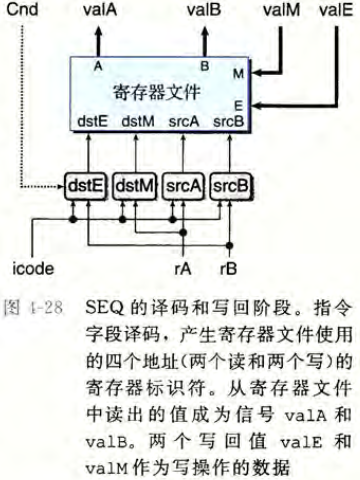 Cnd valA valB valM valE
A B M
寄存器文件
E
dstE dstM srcA srcB
dstE dstM srcA srcB
icode rA rB
图 4-28 SEQ 的译码和写回阶段。指令
字段译码，产生寄存器文件使用
的四个地址(两个读和两个写)的
寄存器标识符。从寄存器文件
中读出的值成为信号 valA 和
valB。两个写回值 valE 和
valM作为写操作的数据